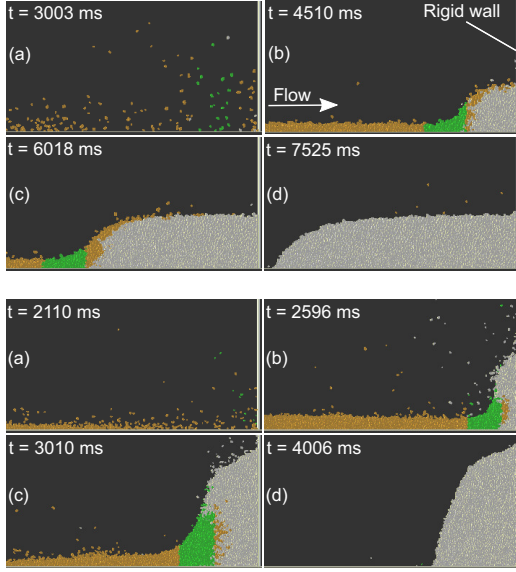 t = 3003 ms
(a)
t = 4510 ms
Rigid wall
(b)
Flow
t = 6018 ms
(c)
t = 7525 ms
(d)
t = 2110 ms
(a)
t = 2596 ms
(b)
t = 3010 ms
(c)
t = 4006 ms
(d)